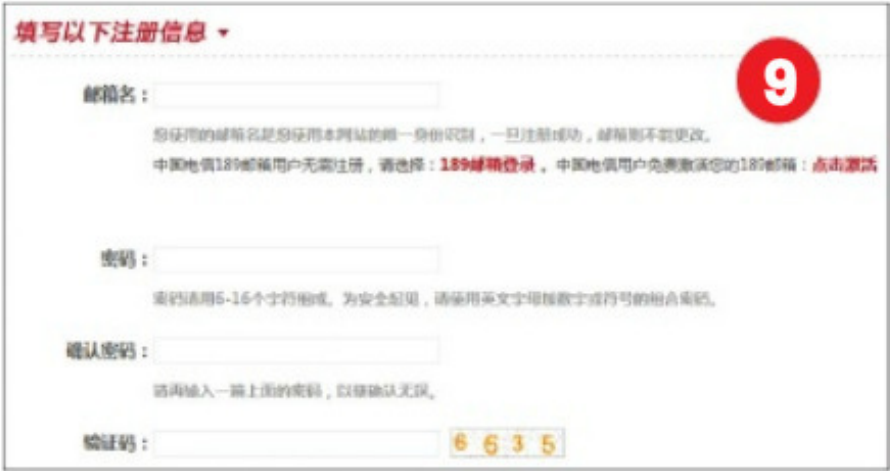 填写以下注册信息
9
邮箱名：
您使用的邮箱名是您使用本网站的唯一身份识别，一旦注册成功，邮箱则不能更改。
中国电信189邮箱用户无需注册，请选择：189邮箱登录 。中国电信用户免费激活您的189邮箱：点击激活
密码：
密码请用6-16个字符组成。为安全起见，请使用英文字母加数字或符号的组合密码。
确认密码：
请再输入一遍上面的密码，以便确认无误。
验证码：
6635